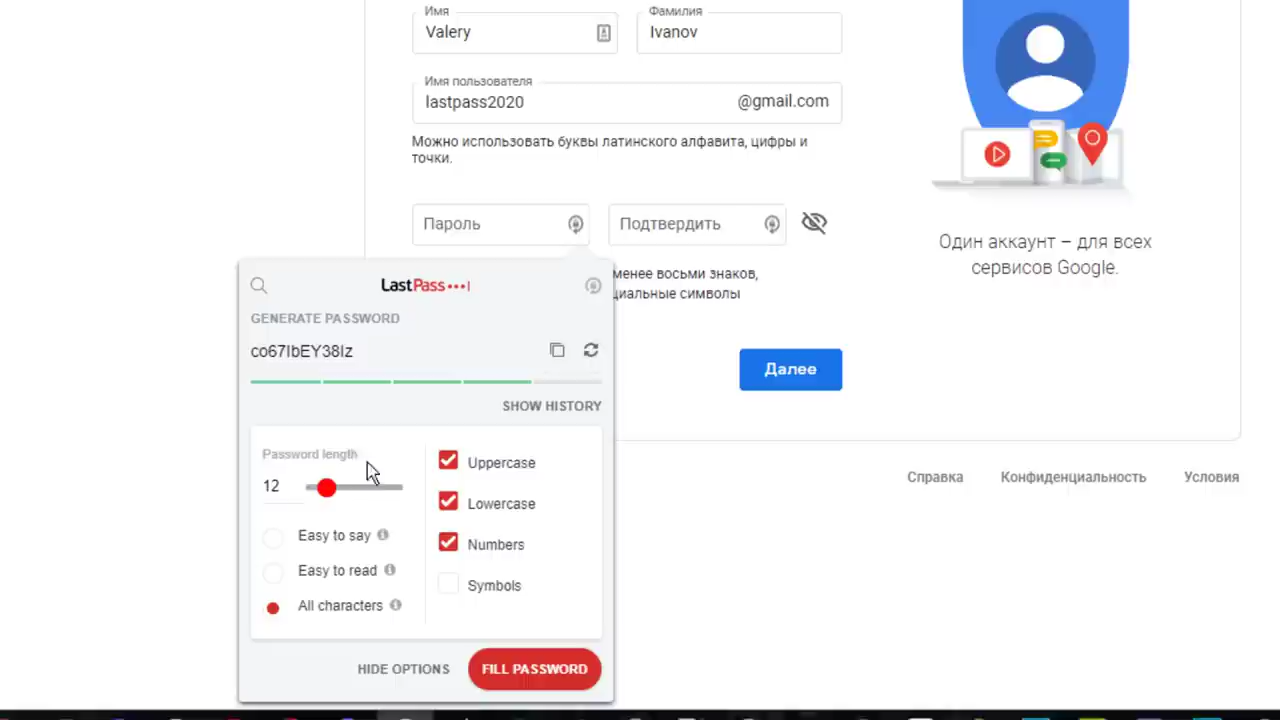 Имя
Фамилия
Valery
Ivanov
Имя пользователя
lastpass2020
@gmail.com
Можно использовать буквы латинского алфавита, цифры и
точки.
Пароль
Подтвердить
менее восьми знаков,
циальные символы
Один аккаунт – для всех
сервисов Google.
LastPass
GENERATE PASSWORD
co67IbEY38Iz
SHOW HISTORY
Далее
Password length
12
Easy to say
Easy to read
All characters
Uppercase
Lowercase
Numbers
Symbols
HIDE OPTIONS
FILL PASSWORD
Справка
Конфиденциальность
Условия